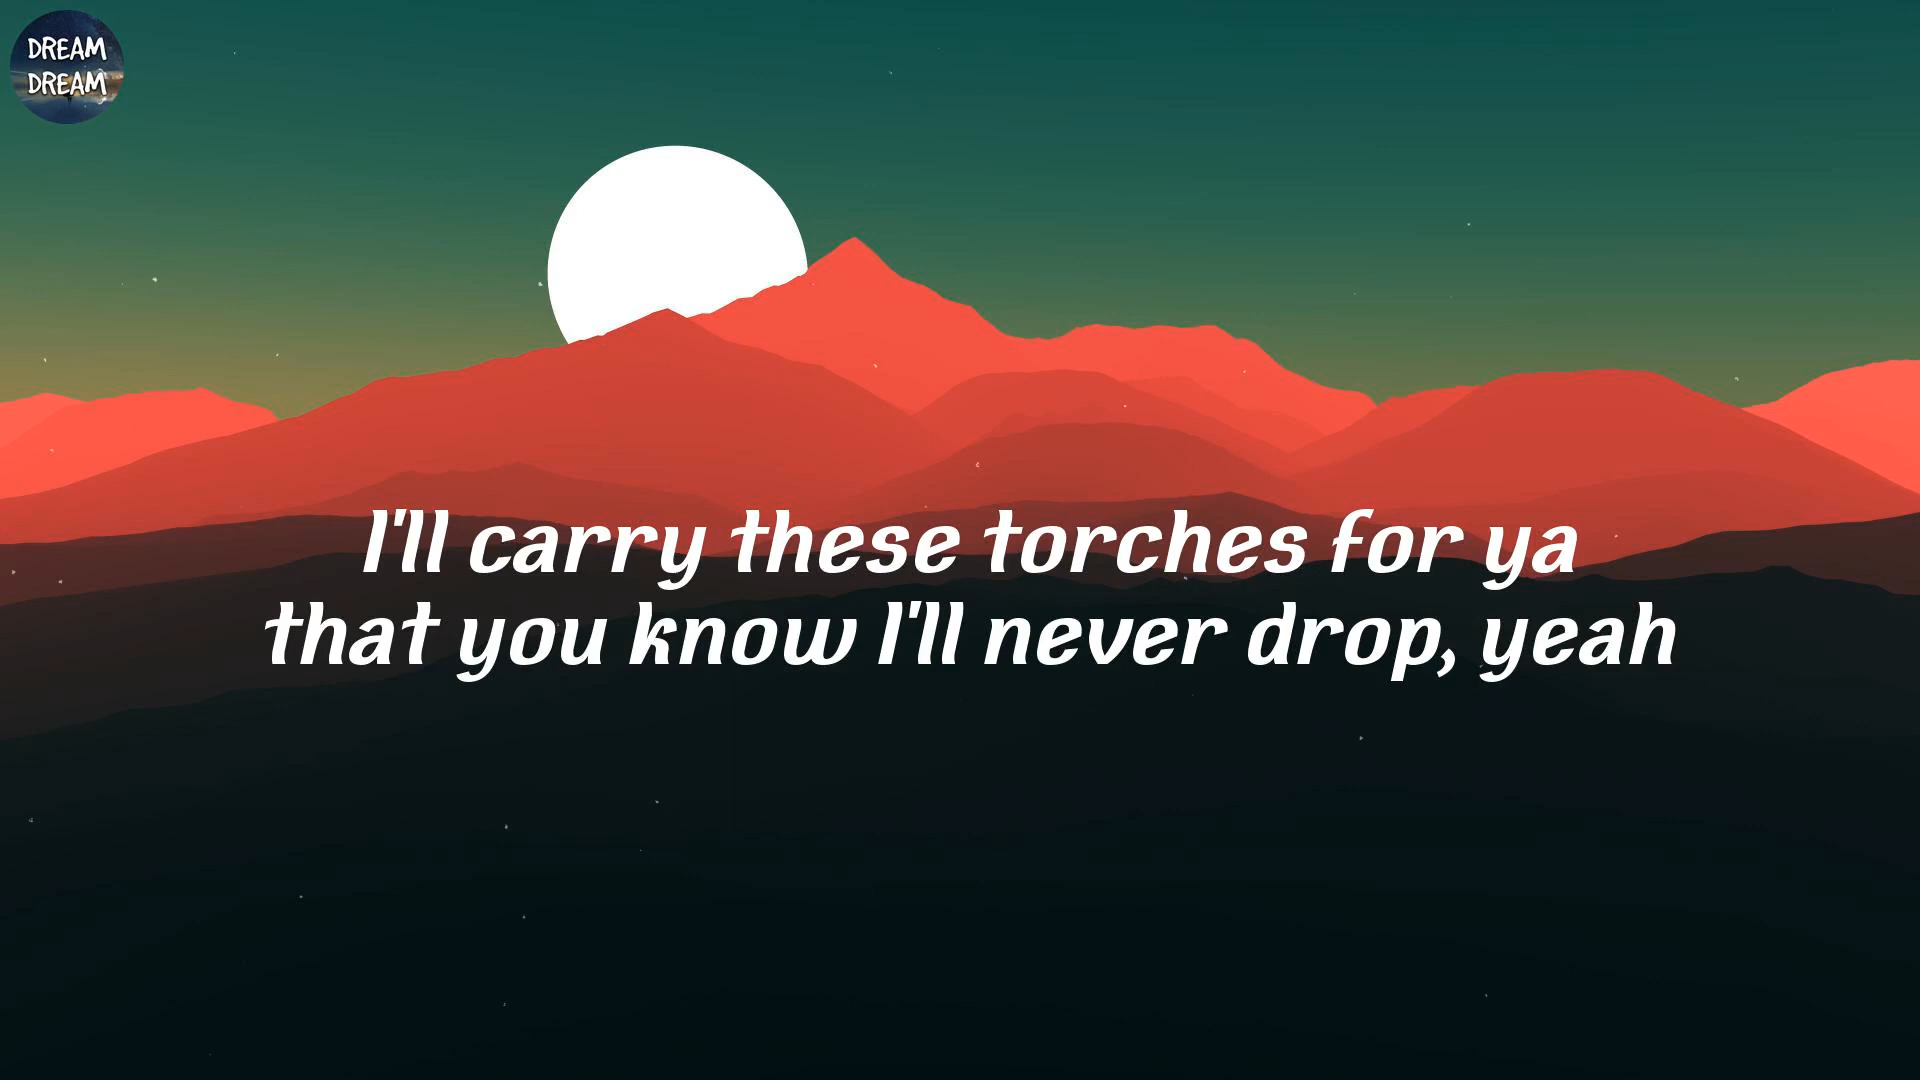 DREAM
DREAM
I'll carry these torches for ya
that you know I'll never drop, yeah